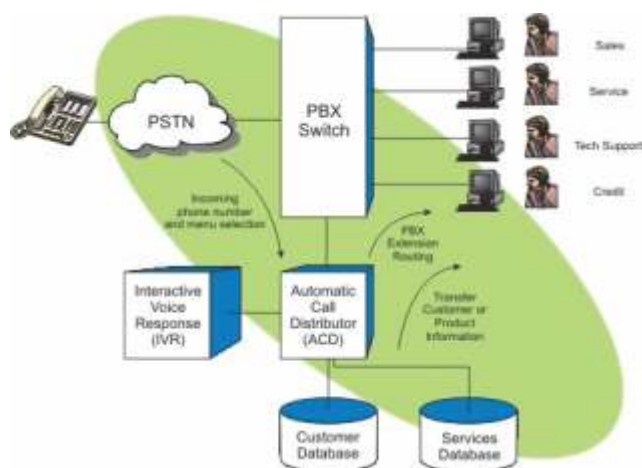 PSTN
PBX
Switch
Sales
Service
Tech Support
Credit
Incoming
phone number
and menu selection
PBX
Extension
Routing
Interactive
Voice
Response
(IVR)
Automatic
Call
Distributor
(ACD)
Transfer
Customer or
Product
Information
Customer
Database
Services
Database